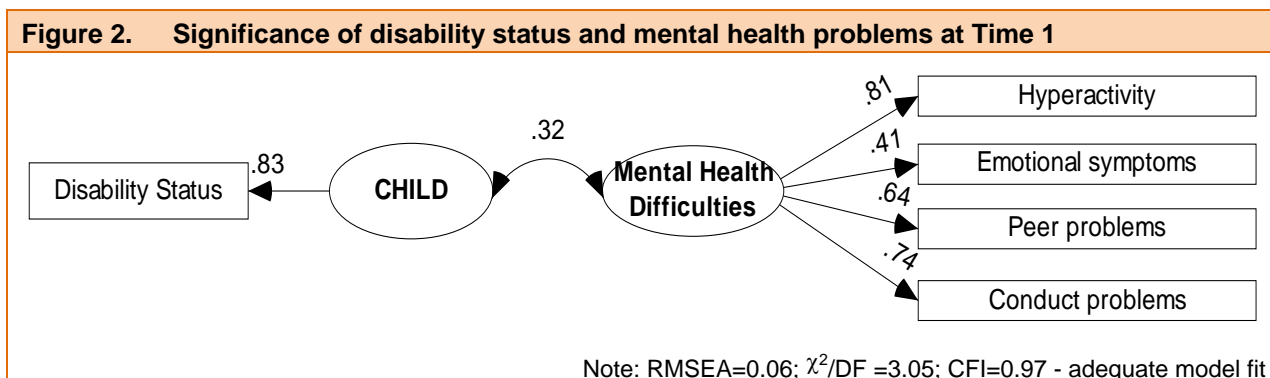 Figure 2. Significance of disability status and mental health problems at Time 1
Disability Status
.83
CHILD
.32
Mental Health
Difficulties
.81
Hyperactivity
.41
Emotional symptoms
.64
Peer problems
.74
Conduct problems
Note: RMSEA=0.06; χ²/DF =3.05; CFI=0.97 - adequate model fit